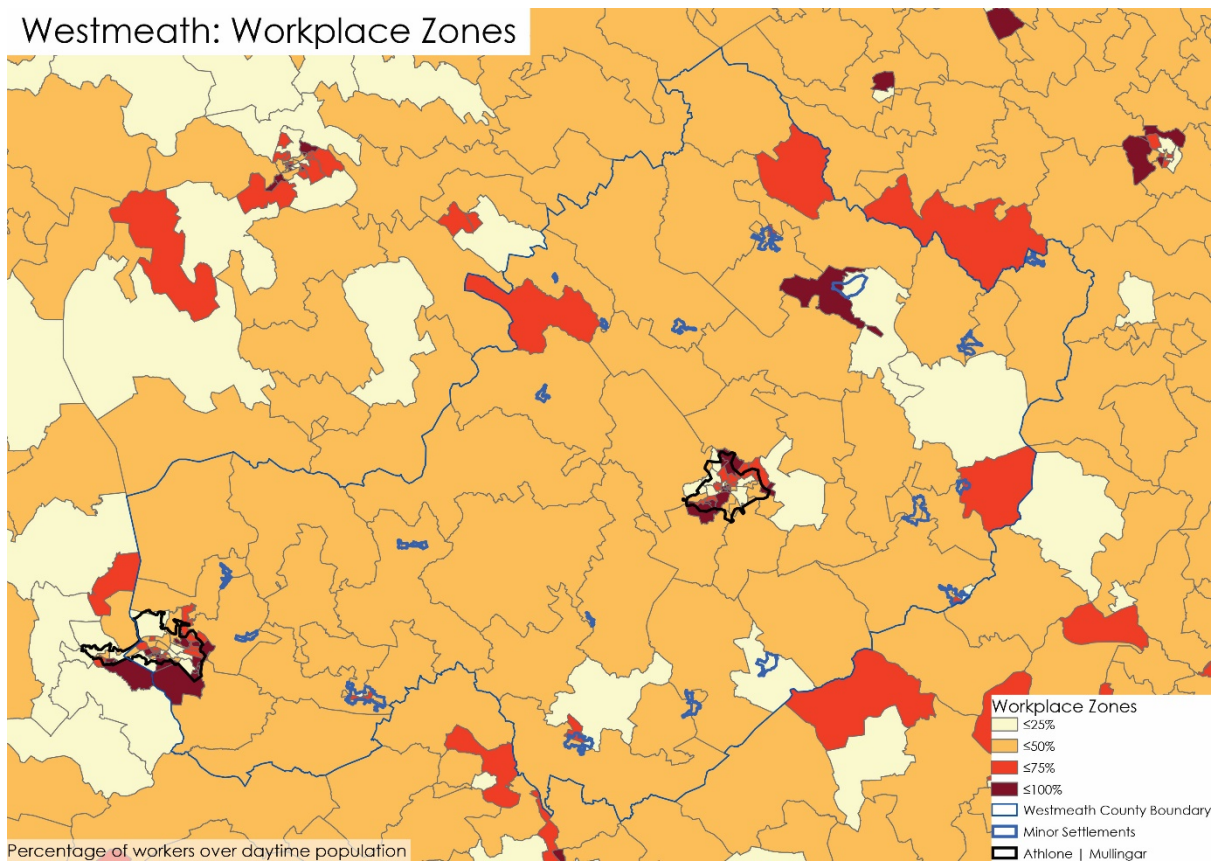 Westmeath: Workplace Zones
Workplace Zones
≤25%
≤50%
≤75%
≤100%
Westmeath County Boundary
Minor Settlements
Athlone | Mullingar
Percentage of workers over daytime population